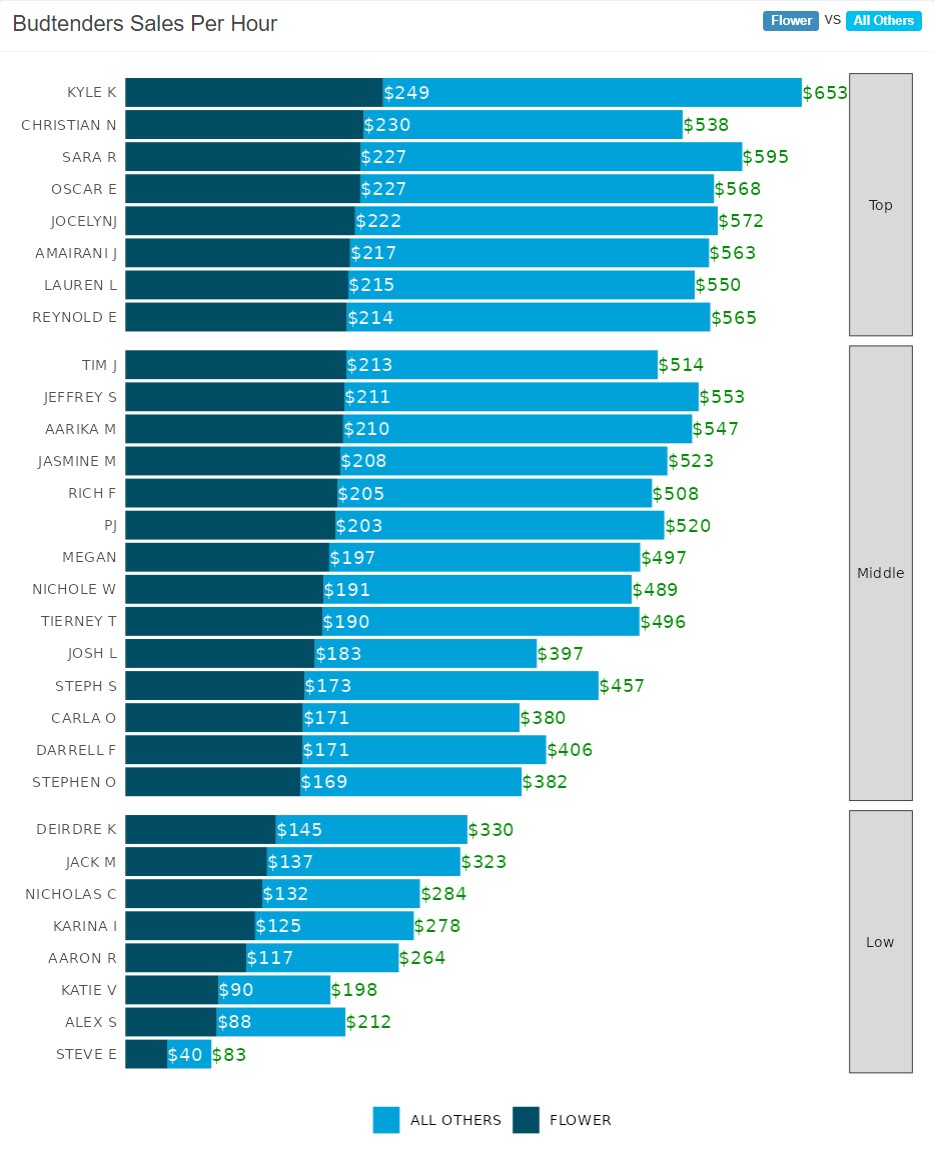 Budtenders Sales Per Hour Flower VS All Others
KYLE K $249 $653
CHRISTIAN N $230 $538
SARA R $227 $595
OSCAR E $227 $568
JOCELYNJ $222 $572
Top
AMAIRANI J $217 $563
LAUREN L $215 $550
REYNOLD E $214 $565
TIM J $213 $514
JEFFREY S $211 $553
AARIKA M $210 $547
JASMINE M $208 $523
RICH F $205 $508
PJ $203 $520
MEGAN $197 $497
Middle
NICHOLE W $191 $489
TIERNEY T $190 $496
JOSH L $183 $397
STEPH S $173 $457
CARLA O $171 $380
DARRELL F $171 $406
STEPHEN O $169 $382
DEIRDRE K $145 $330
JACK M $137 $323
NICHOLAS C $132 $284
KARINA I $125 $278
Low
AARON R $117 $264
KATIE V $90 $198
ALEX S $88 $212
STEVE E $40 $83
ALL OTHERS FLOWER